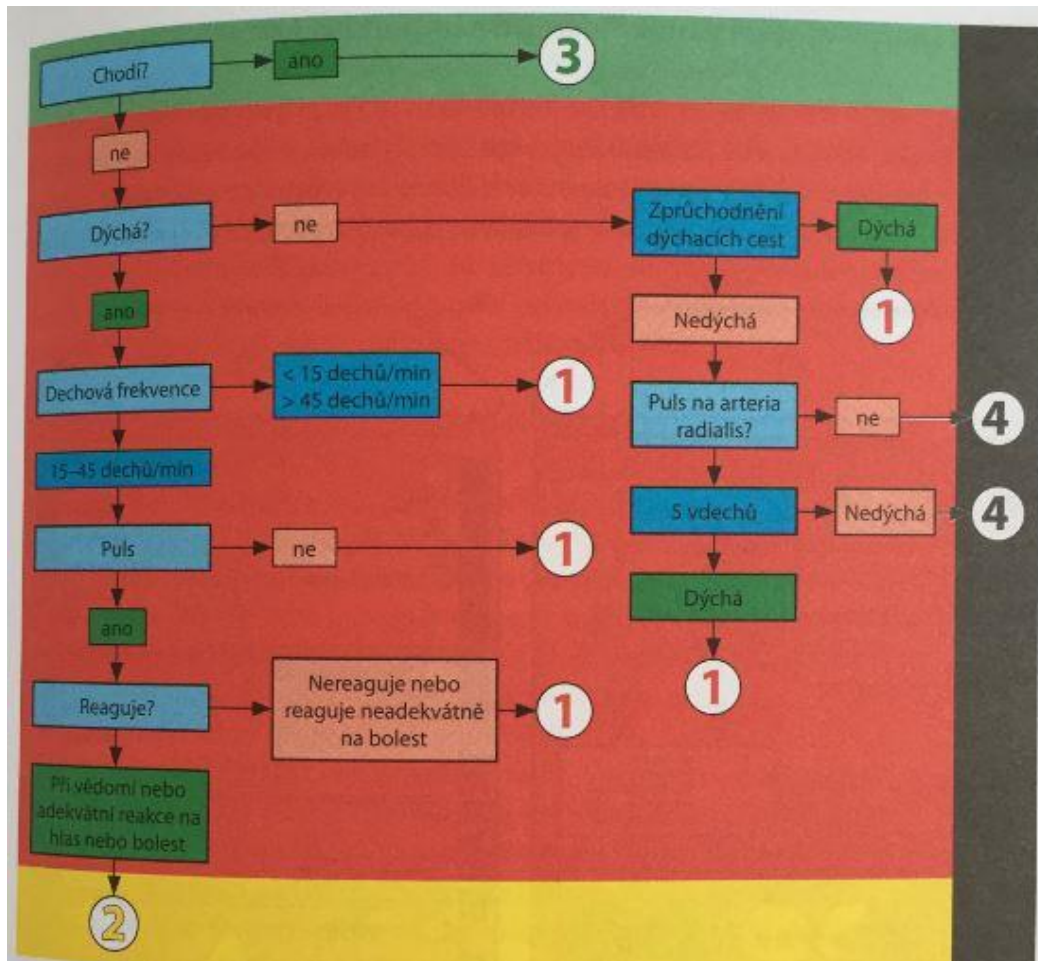 Chodí?
ano
3
ne
Dýchá?
ne
Zprůchodnění
dýchacích cest
Dýchá
1
ano
Nedýchá
Dechová frekvence
< 15 dechů/min
> 45 dechů/min
1
Puls na arteria
radialis?
ne
4
15–45 dechů/min
5 vdechů
Nedýchá
4
Puls
ne
1
Dýchá
1
ano
Reaguje?
Nereaguje nebo
reaguje neadekvátně
na bolest
1
Při vědomí nebo
adekvátní reakce na
hlas nebo bolest
2